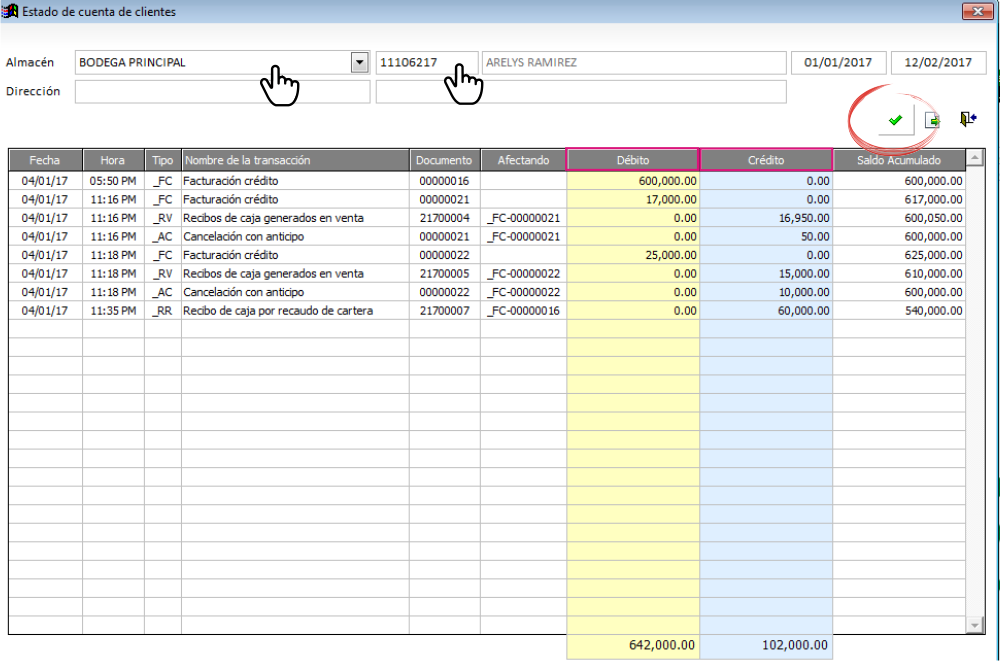 Estado de cuenta de clientes
Almacén BODEGA PRINCIPAL 11106217 ARELYS RAMIREZ 01/01/2017 12/02/2017
Dirección
Fecha Hora Tipo Nombre de la transacción Documento Afectando Débito Crédito Saldo Acumulado
04/01/17 05:50 PM _FC Facturación crédito 00000016 600,000.00 0.00 600,000.00
04/01/17 11:16 PM _FC Facturación crédito 00000021 17,000.00 0.00 617,000.00
04/01/17 11:16 PM _RV Recibos de caja generados en venta 21700004 _FC-00000021 0.00 16,950.00 600,050.00
04/01/17 11:16 PM _AC Cancelación con anticipo 00000021 _FC-00000021 0.00 50.00 600,000.00
04/01/17 11:18 PM _FC Facturación crédito 00000022 25,000.00 0.00 625,000.00
04/01/17 11:18 PM _RV Recibos de caja generados en venta 21700005 _FC-00000022 0.00 15,000.00 610,000.00
04/01/17 11:18 PM _AC Cancelación con anticipo 00000022 _FC-00000022 0.00 10,000.00 600,000.00
04/01/17 11:35 PM _RR Recibo de caja por recaudo de cartera 21700007 _FC-00000016 0.00 60,000.00 540,000.00
642,000.00 102,000.00